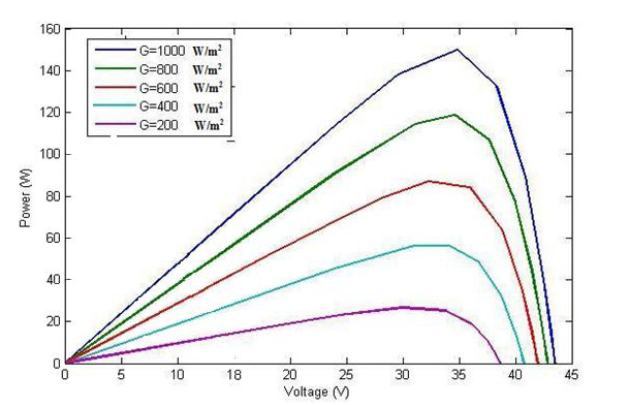 160
140
120
100
80
60
40
20
0
Power (W)
G=1000 W/m²
G=800 W/m²
G=600 W/m²
G=400 W/m²
G=200 W/m²
0 5 10 18 20 25 30 35 40 45
Voltage (V)